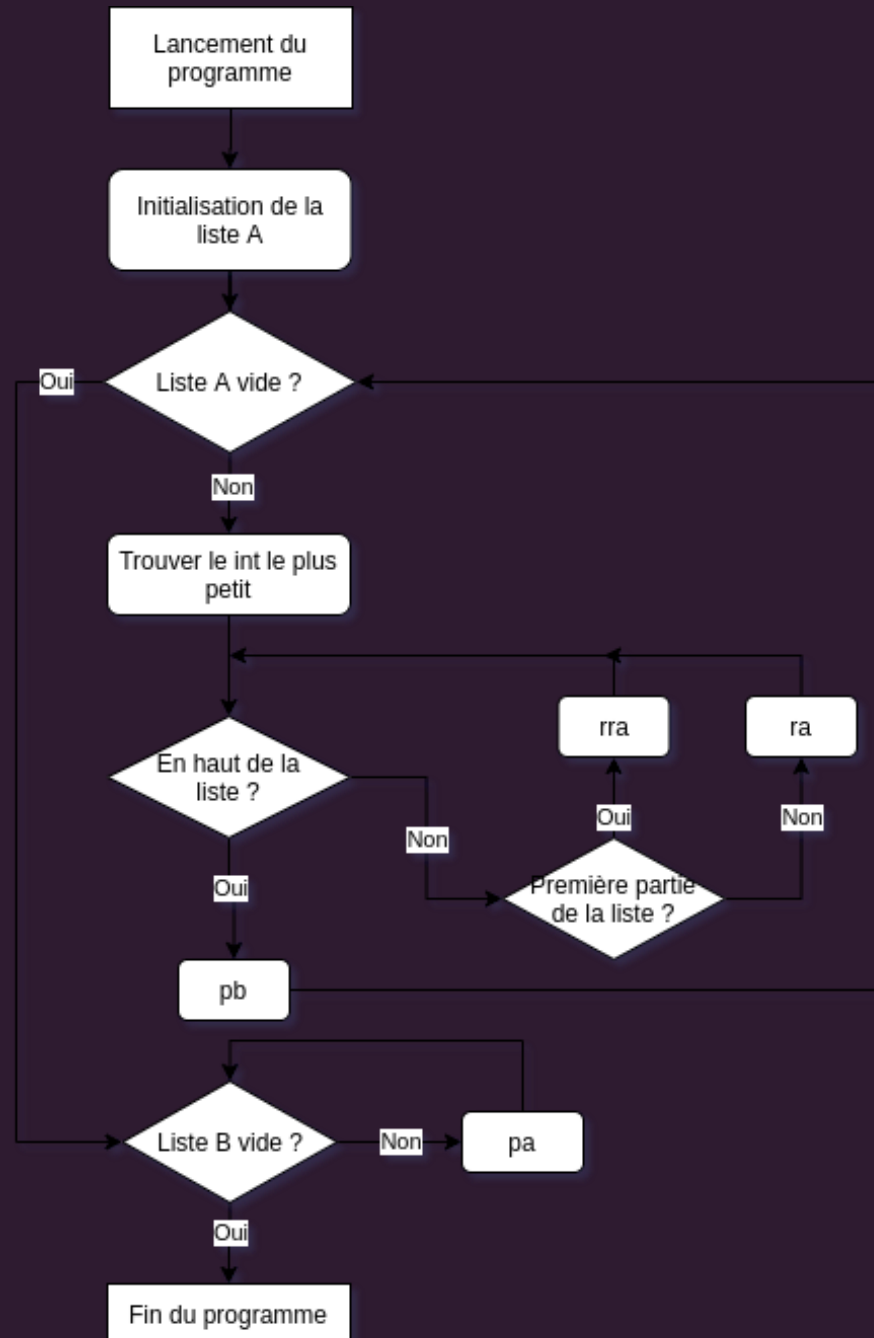 Lancement du
programme
Initialisation de la
liste A
Liste A vide ?
Oui
Non
Trouver le int le plus
petit
rra
ra
En haut de la
liste ?
Non
Oui
Non
Première partie
de la liste ?
Oui
pb
Liste B vide ?
Non
pa
Oui
Fin du programme